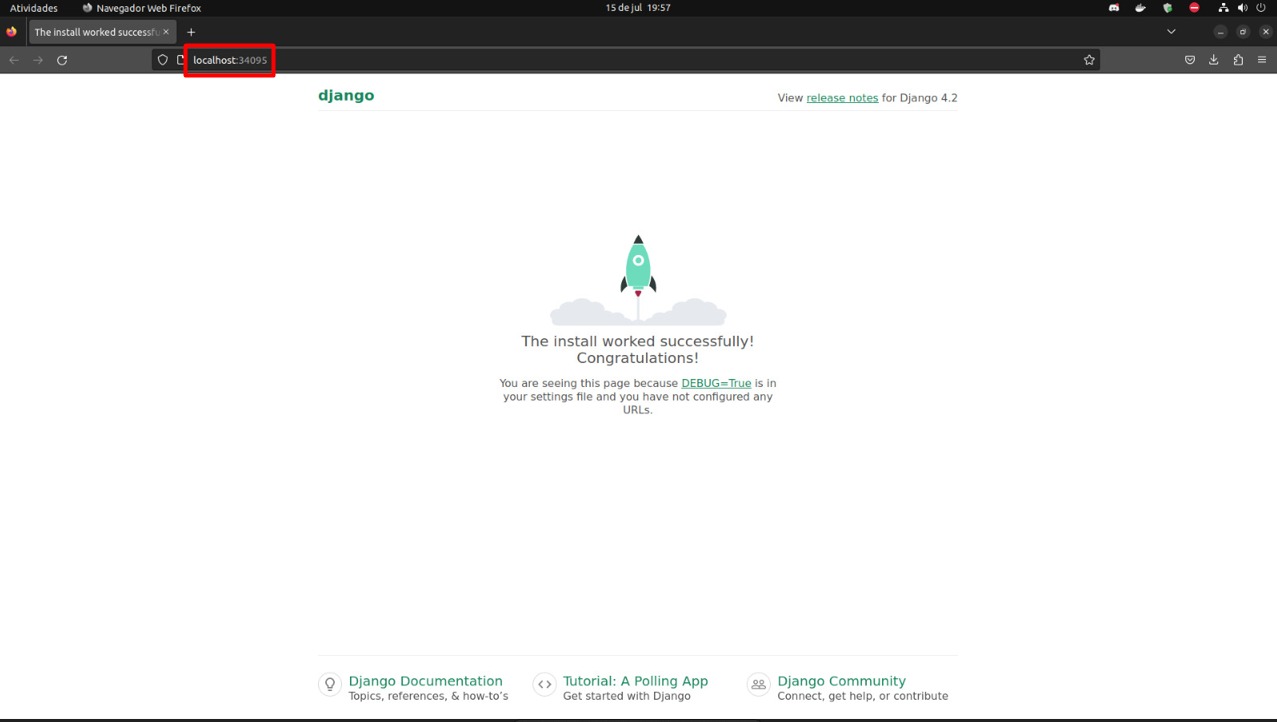 Atividades
Navegador Web Firefox
15 de jul 19:57
The install worked successfu
localhost:34095
django
View release notes for Django 4.2
The install worked successfully!
Congratulations!
You are seeing this page because DEBUG=True is in
your settings file and you have not configured any
URLs.
Django Documentation
Topics, references, & how-to’s
Tutorial: A Polling App
Get started with Django
Django Community
Connect, get help, or contribute